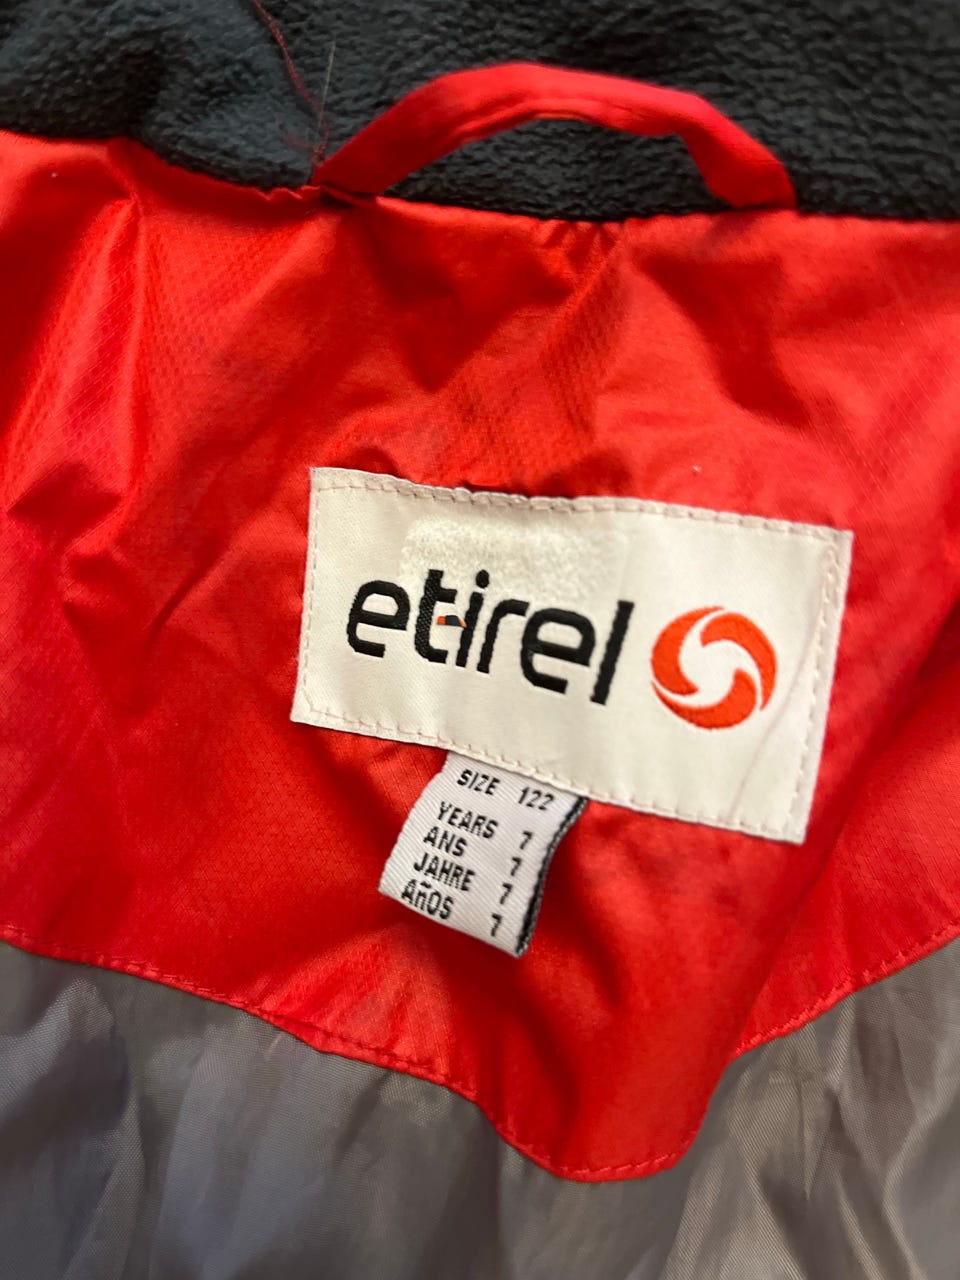 etirel
SIZE 122
YEARS 7
ANS 7
JAHRE 7
AÑOS 7